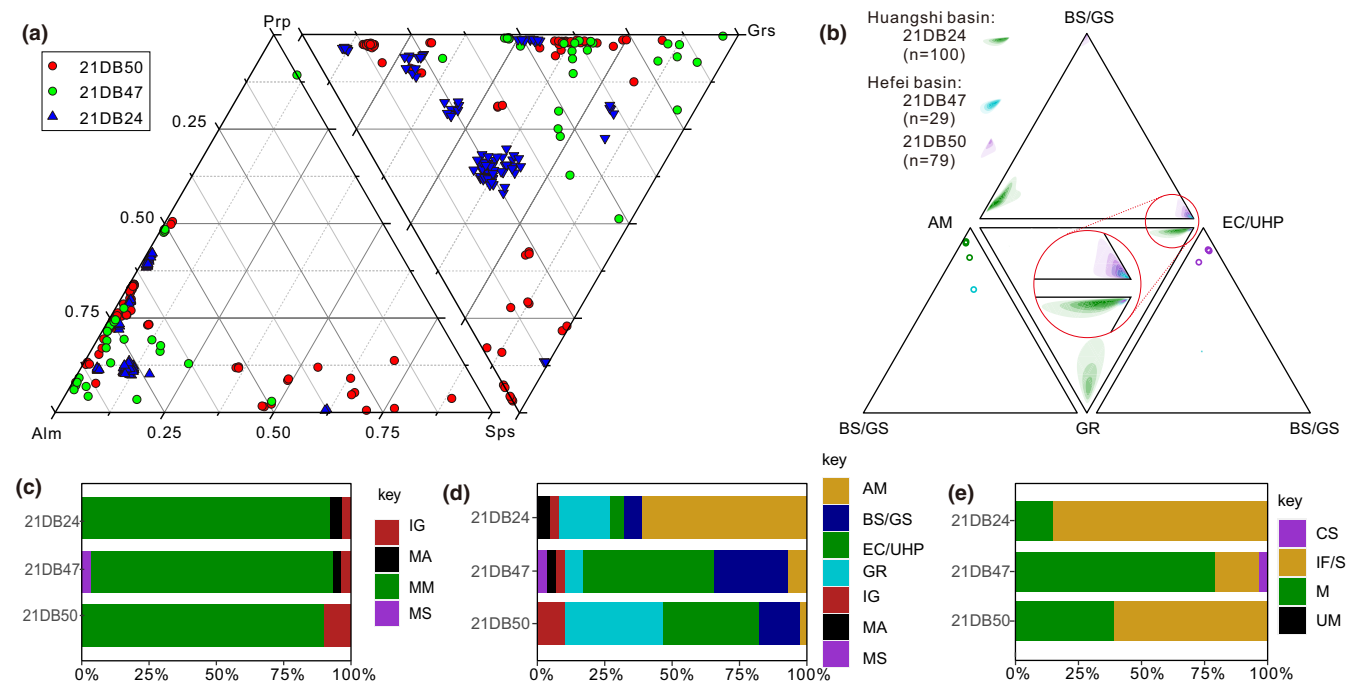 (a)
Prp
Grs
21DB50
21DB47
21DB24
0.25
0.50
0.75
Alm
0.25
0.50
0.75
Sps
(b)
Huangshi basin:
21DB24
(n=100)
Hefei basin:
21DB47
(n=29)
21DB50
(n=79)
BS/GS
AM
EC/UHP
BS/GS
GR
BS/GS
(c)
21DB24
21DB47
21DB50
0%
25%
50%
75%
100%
key
IG
MA
MM
MS
(d)
21DB24
21DB47
21DB50
0%
25%
50%
75%
100%
key
AM
BS/GS
EC/UHP
GR
IG
MA
MS
(e)
21DB24
21DB47
21DB50
0%
25%
50%
75%
100%
key
CS
IF/S
M
UM